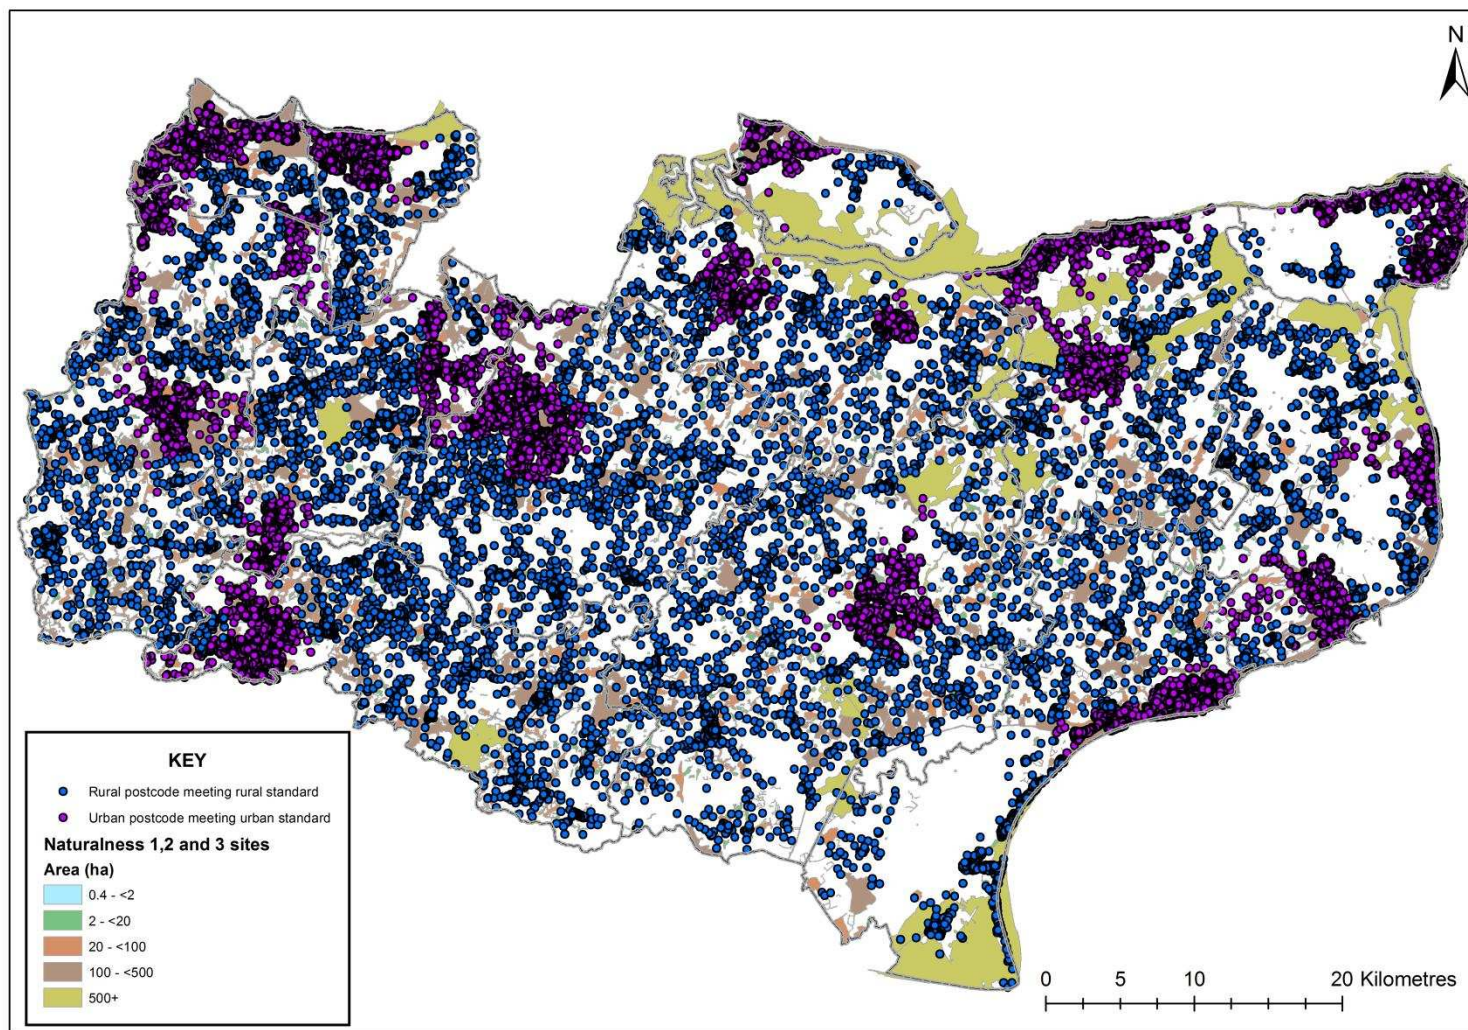 N
KEY
Rural postcode meeting rural standard
Urban postcode meeting urban standard
Naturalness 1,2 and 3 sites
Area (ha)
0.4 - <2
2 - <20
20 - <100
100 - <500
500+
0 5 10 20 Kilometres